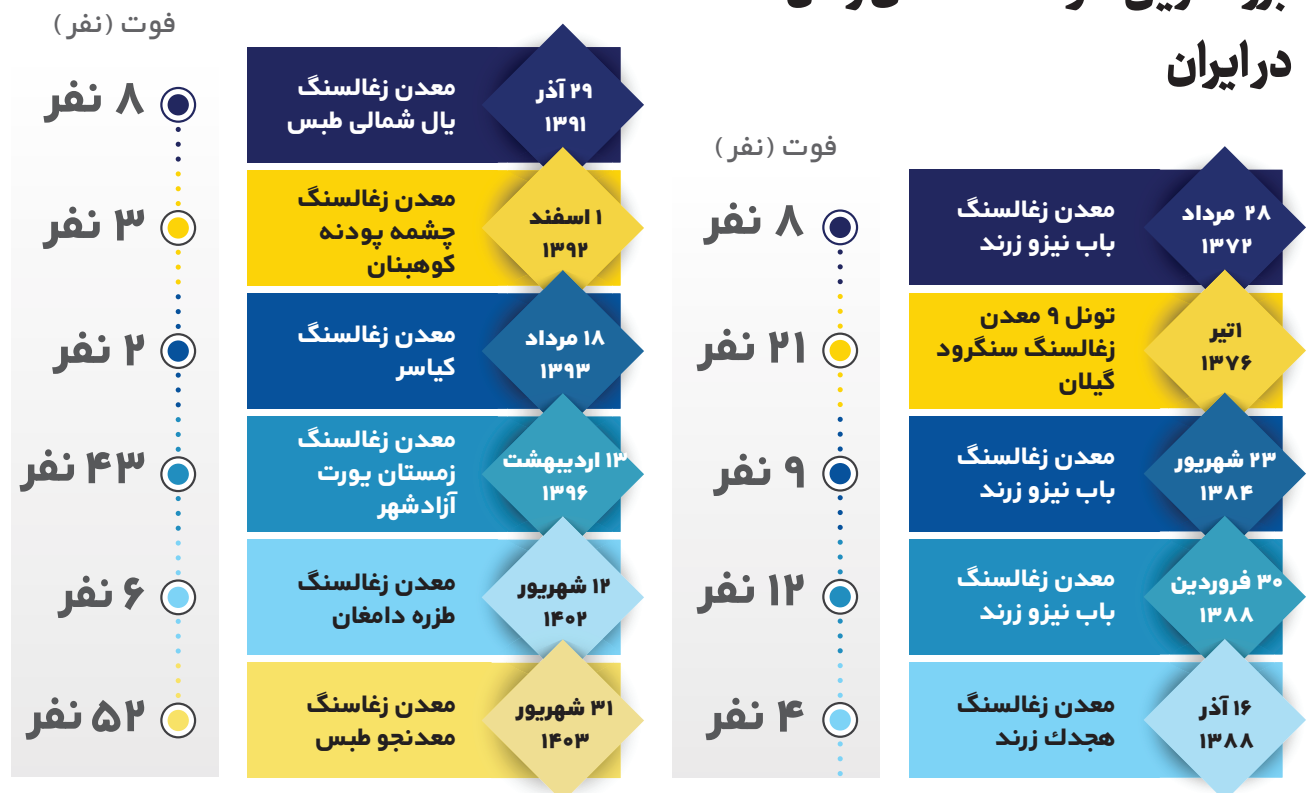 در ایران
فوت (نفر)
۲۸ مرداد
۱۳۷۲
معدن زغالسنگ
باب نیزو زرند
۸ نفر
۱تیر
۱۳۷۶
تونل ۹ معدن
زغالسنگ سنگرود
گیلان
۲۱ نفر
۲۳ شهریور
۱۳۸۴
معدن زغالسنگ
باب نیزو زرند
۹ نفر
۳۰ فروردین
۱۳۸۸
معدن زغالسنگ
باب نیزو زرند
۱۲ نفر
۱۶ آذر
۱۳۸۸
معدن زغالسنگ
هجدك زرند
۴ نفر
فوت (نفر)
۲۹ آذر
۱۳۹۱
معدن زغالسنگ
یال شمالی طبس
۸ نفر
۱ اسفند
۱۳۹۲
معدن زغالسنگ
چشمه پودنه
کوهبنان
۳ نفر
۱۸ مرداد
۱۳۹۳
معدن زغالسنگ
کیاسر
۲ نفر
۱۳ اردیبهشت
۱۳۹۶
معدن زغالسنگ
زمستان یورت
آزادشهر
۴۳ نفر
۱۲ شهریور
۱۴۰۲
معدن زغالسنگ
طزره دامغان
۶ نفر
۳۱ شهریور
۱۴۰۳
معدن زغاسنگ
معدنجو طبس
۵۲ نفر